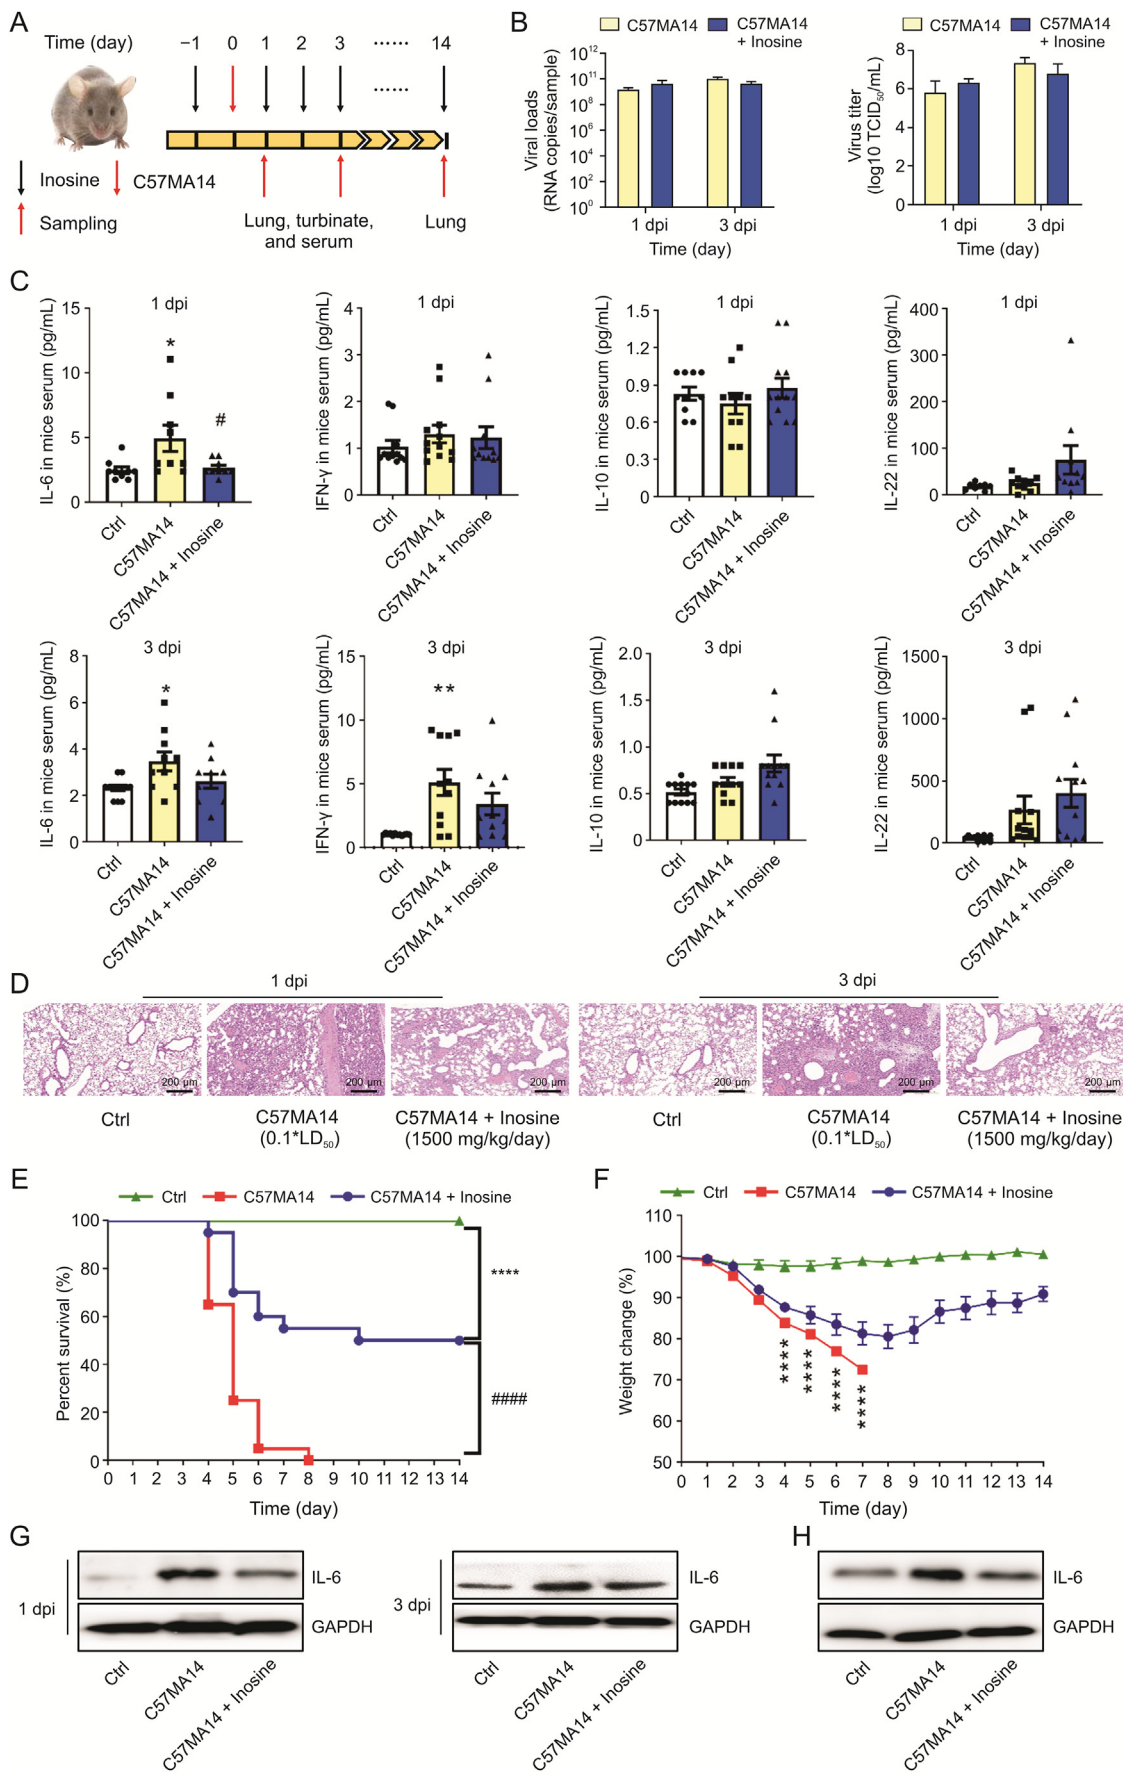 A
Time (day)
−1 0 1 2 3 ...... 14
......
Inosine C57MA14
Sampling
Lung, turbinate,
and serum
Lung
B
C57MA14 C57MA14
+ Inosine
Viral loads
(RNA copies/sample)
10¹²
10¹¹
10⁸
10⁶
10⁴
10²
10⁰
1 dpi 3 dpi
Time (day)
C57MA14 C57MA14
+ Inosine
Virus titer
(log10 TCID₅₀/mL)
8
6
4
2
0
1 dpi 3 dpi
Time (day)
C
1 dpi
IL-6 in mice serum (pg/mL)
15
10
5
0
*
#
Ctrl
C57MA14
C57MA14 + Inosine
1 dpi
IFN-γ in mice serum (pg/mL)
4
3
2
1
0
Ctrl
C57MA14
C57MA14 + Inosine
1 dpi
IL-10 in mice serum (pg/mL)
1.5
1.2
0.9
0.6
0.3
0
Ctrl
C57MA14
C57MA14 + Inosine
1 dpi
IL-22 in mice serum (pg/mL)
400
300
200
100
0
Ctrl
C57MA14
C57MA14 + Inosine
3 dpi
IL-6 in mice serum (pg/mL)
8
6
4
2
0
*
Ctrl
C57MA14
C57MA14 + Inosine
3 dpi
IFN-γ in mice serum (pg/mL)
15
10
5
0
**
Ctrl
C57MA14
C57MA14 + Inosine
3 dpi
IL-10 in mice serum (pg/mL)
2.0
1.5
1.0
0.5
0
Ctrl
C57MA14
C57MA14 + Inosine
3 dpi
IL-22 in mice serum (pg/mL)
1500
1000
500
0
Ctrl
C57MA14
C57MA14 + Inosine
D
1 dpi 3 dpi
200 μm 200 μm 200 μm 200 μm 200 μm 200 μm
Ctrl C57MA14 C57MA14 + Inosine Ctrl C57MA14 C57MA14 + Inosine
(0.1*LD₅₀) (1500 mg/kg/day) (0.1*LD₅₀) (1500 mg/kg/day)
E
Ctrl C57MA14 C57MA14 + Inosine
Percent survival (%)
100
80
60
40
20
0
****
####
0 1 2 3 4 5 6 7 8 9 10 11 12 13 14
Time (day)
F
Ctrl C57MA14 C57MA14 + Inosine
Weight change (%)
110
100
90
80
70
60
50
****
****
****
****
0 1 2 3 4 5 6 7 8 9 10 11 12 13 14
Time (day)
G
1 dpi
IL-6
GAPDH
Ctrl
C57MA14
C57MA14 + Inosine
3 dpi
IL-6
GAPDH
Ctrl
C57MA14
C57MA14 + Inosine
H
IL-6
GAPDH
Ctrl
C57MA14
C57MA14 + Inosine